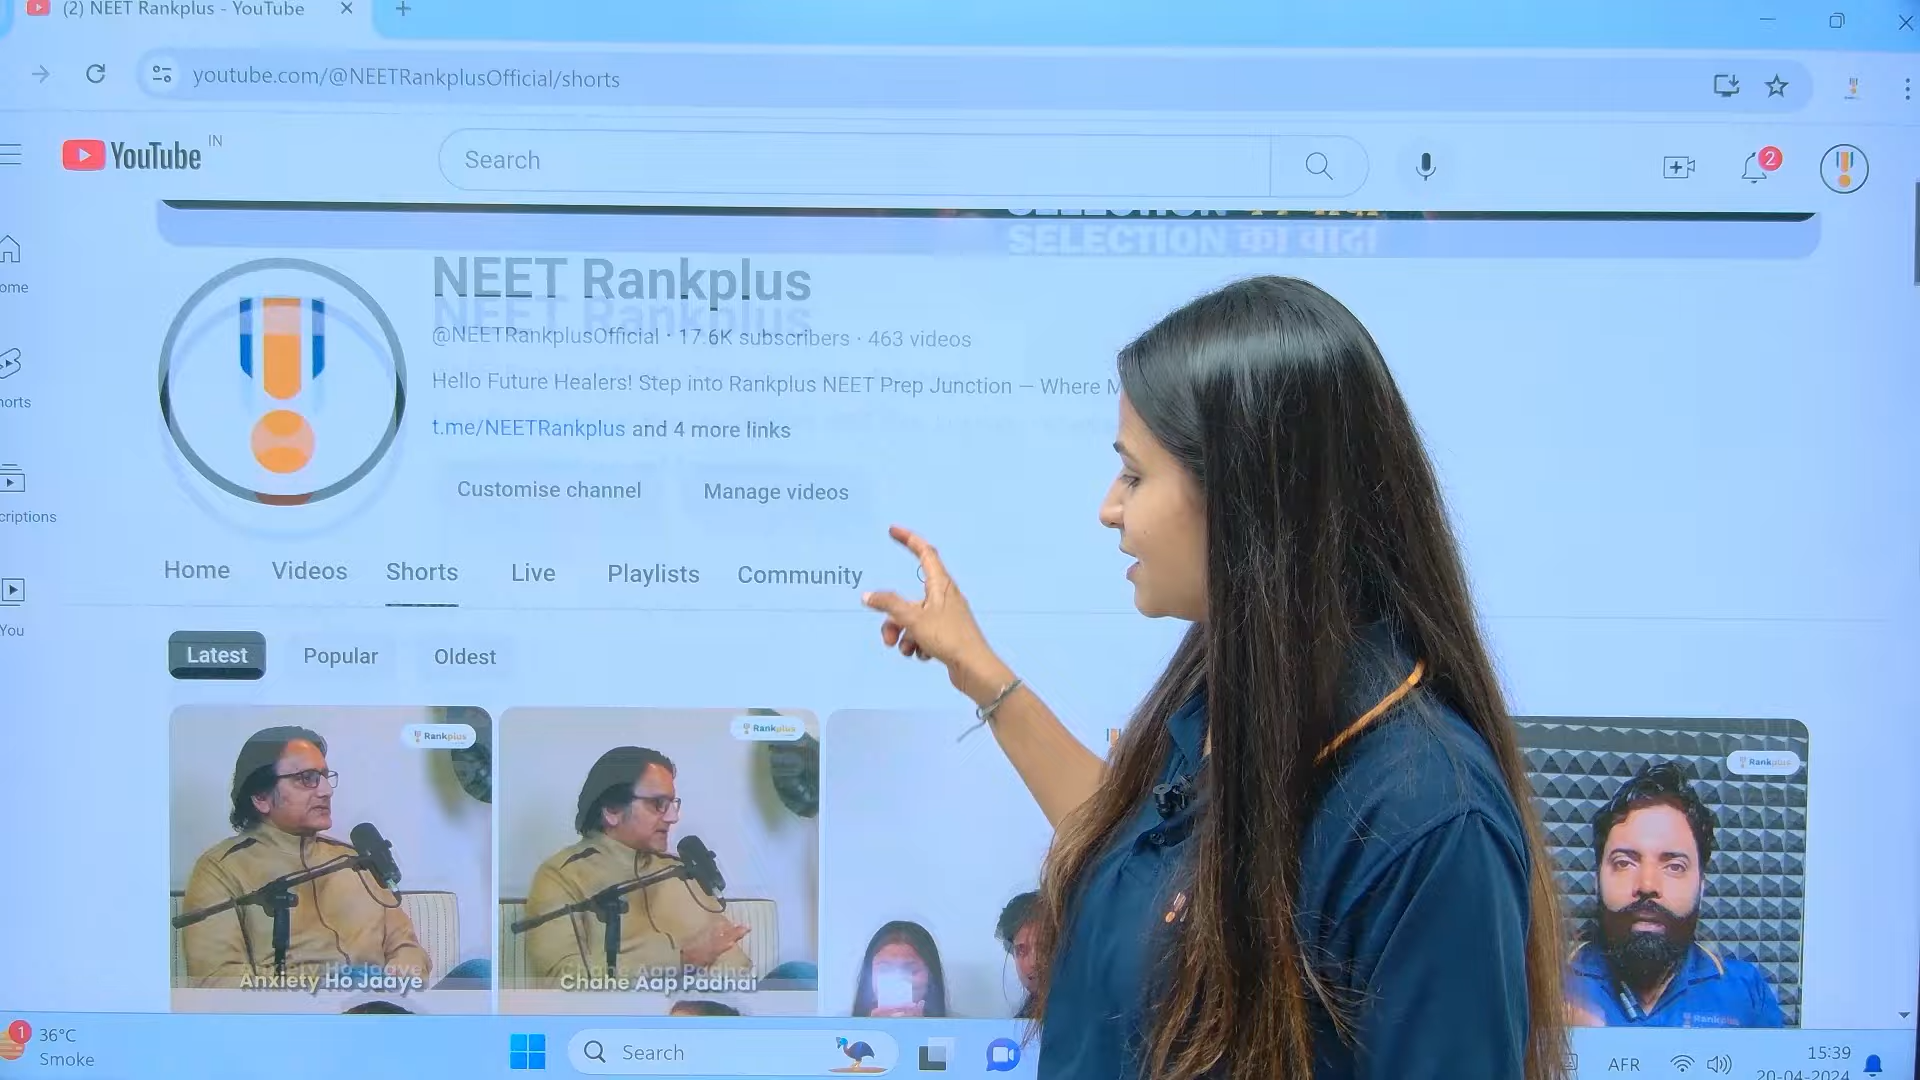 (2) NEET Rankplus - YouTube
youtube.com/@NEETRankplusOfficial/shorts
YouTube IN
Search
2
SELECTION का वादा
NEET Rankplus
@NEETRankplusOfficial · 17.6K subscribers · 463 videos
Hello Future Healers! Step into Rankplus NEET Prep Junction — Where M
t.me/NEETRankplus and 4 more links
Customise channel Manage videos
Home Videos Shorts Live Playlists Community
Latest Popular Oldest
ome
horts
criptions
You
Rankplus
Rankplus
Rankplus
Anxiety Ho Jaaye
Chahe Aap Padhai
Rankplus
1
36°C
Smoke
Search
AFR
15:39
20-04-2024